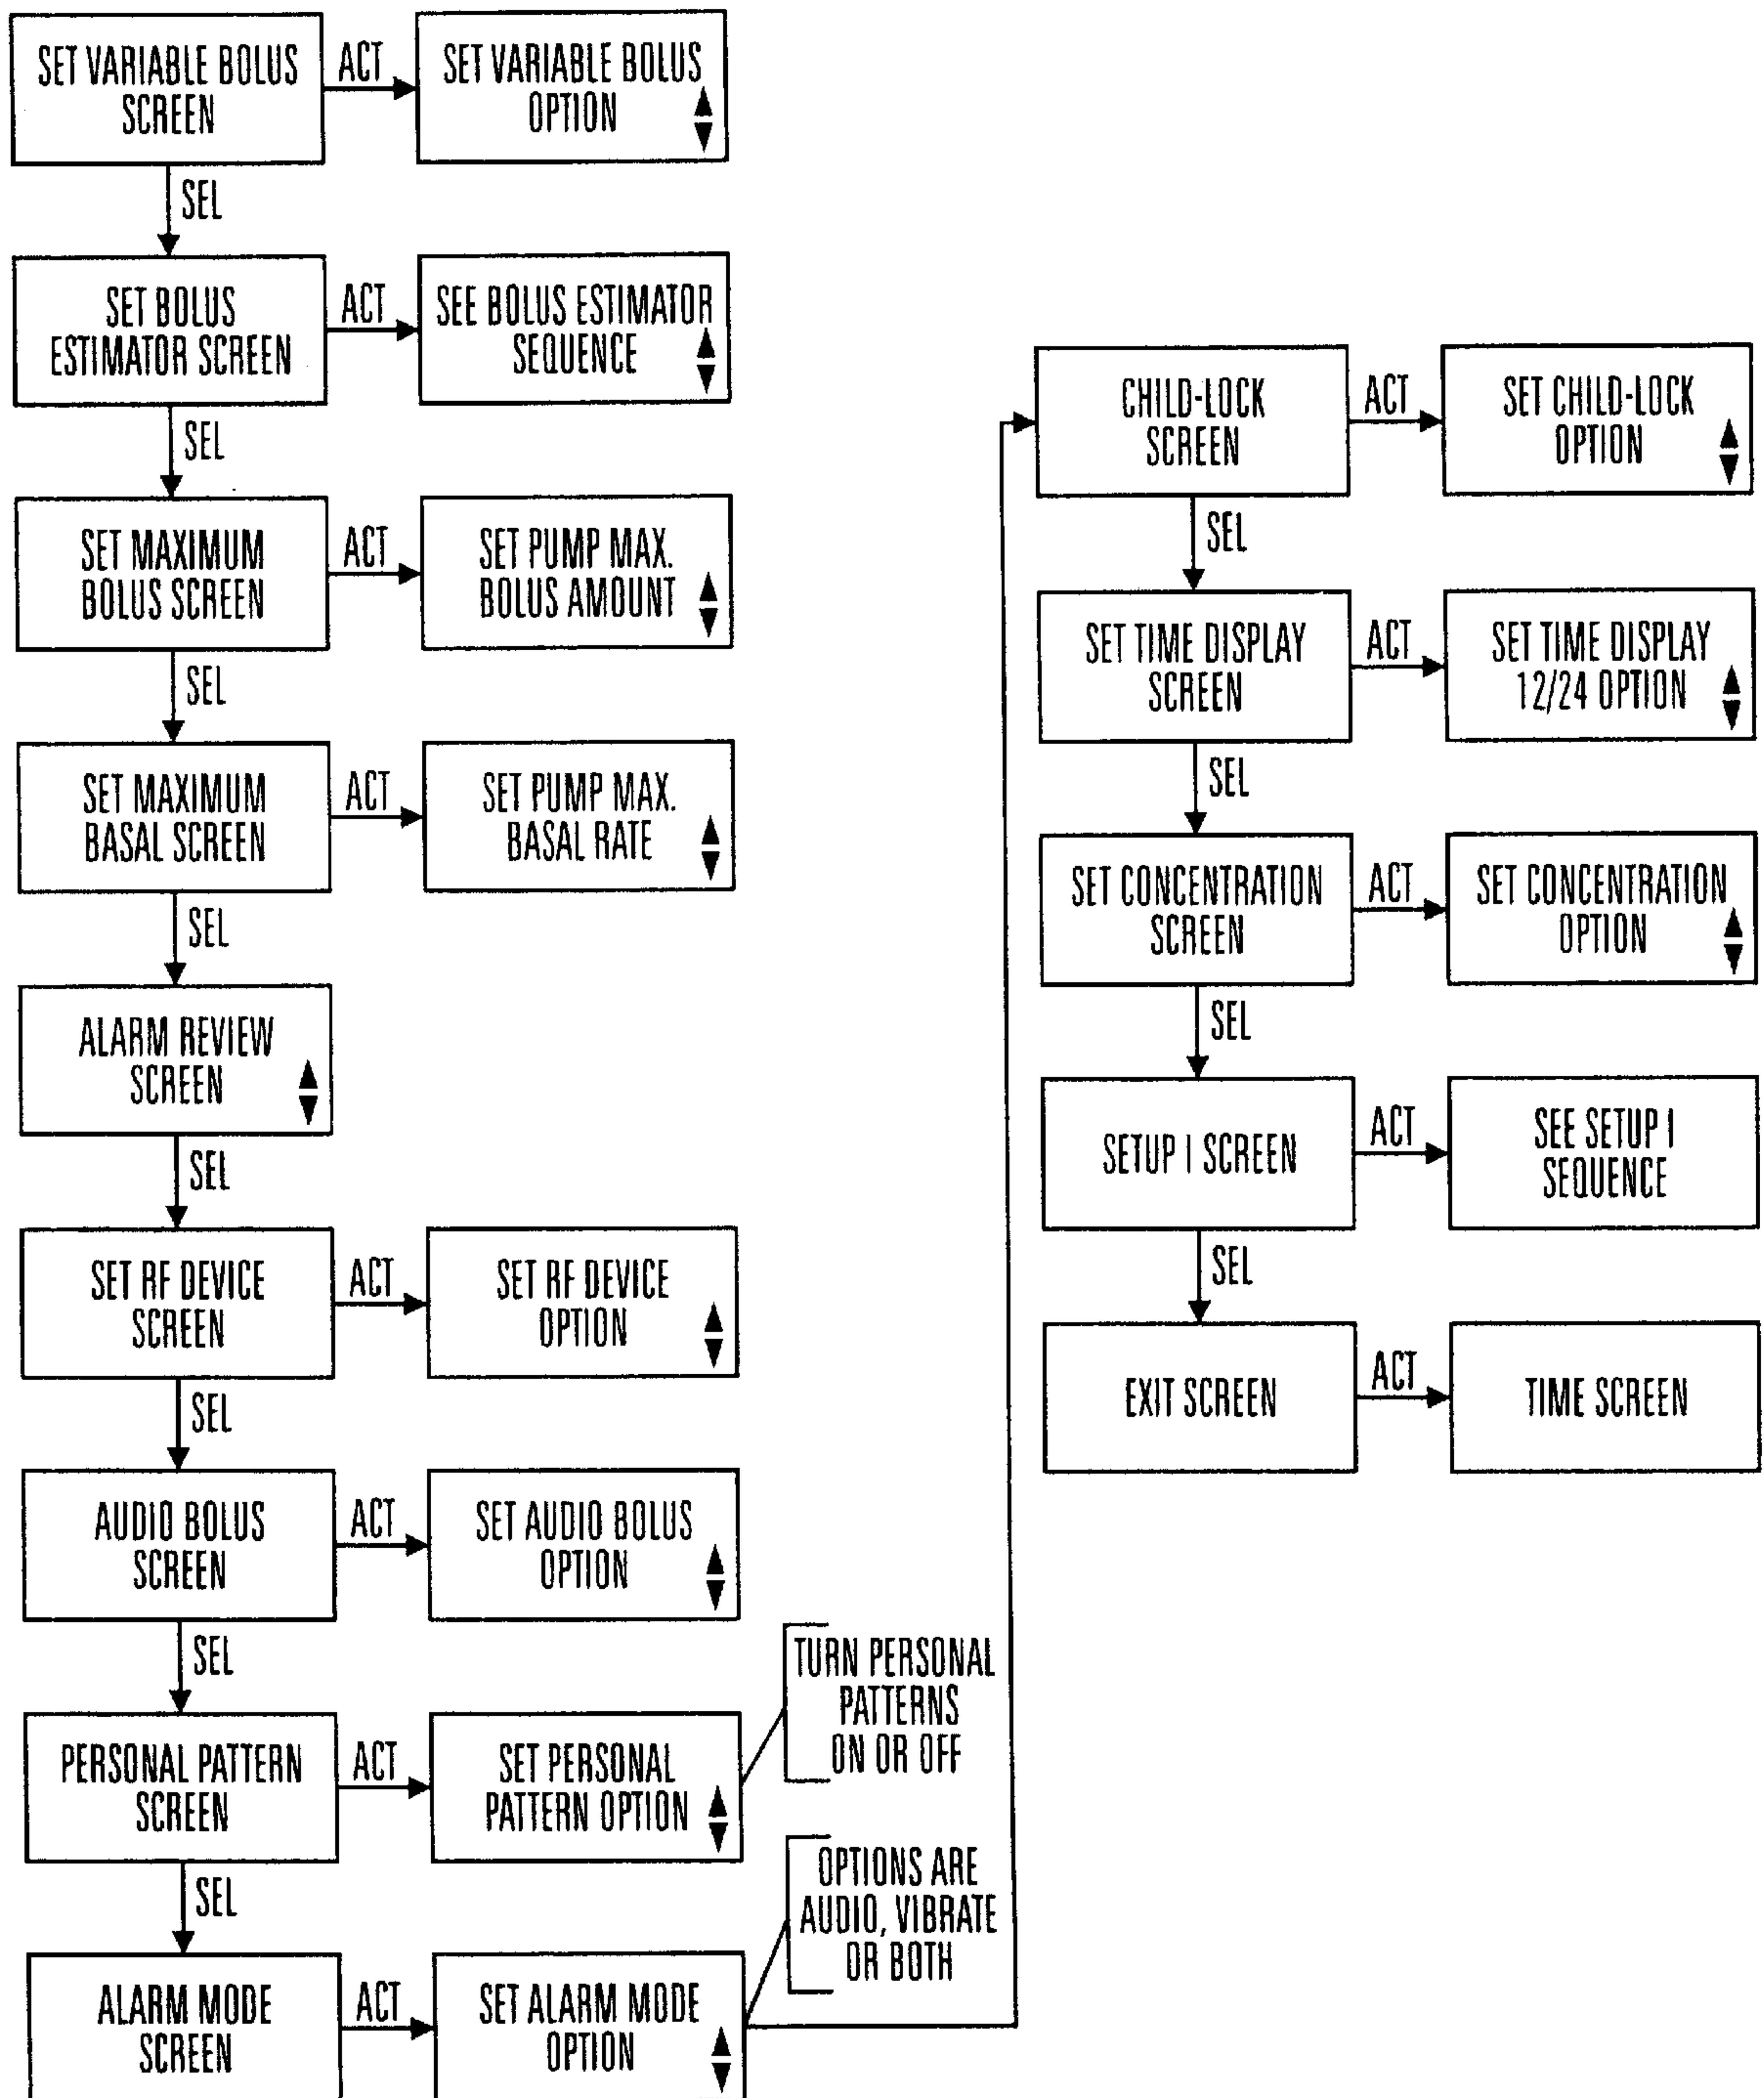 SET VARIABLE BOLUS
SCREEN
ACT
SET VARIABLE BOLUS
OPTION
SEL
SET BOLUS
ESTIMATOR SCREEN
ACT
SEE BOLUS ESTIMATOR
SEQUENCE
SEL
SET MAXIMUM
BOLUS SCREEN
ACT
SET PUMP MAX.
BOLUS AMOUNT
SEL
SET MAXIMUM
BASAL SCREEN
ACT
SET PUMP MAX.
BASAL RATE
SEL
ALARM REVIEW
SCREEN
SEL
SET RF DEVICE
SCREEN
ACT
SET RF DEVICE
OPTION
SEL
AUDIO BOLUS
SCREEN
ACT
SET AUDIO BOLUS
OPTION
SEL
PERSONAL PATTERN
SCREEN
ACT
SET PERSONAL
PATTERN OPTION
TURN PERSONAL
PATTERNS
ON OR OFF
SEL
ALARM MODE
SCREEN
ACT
SET ALARM MODE
OPTION
OPTIONS ARE
AUDIO, VIBRATE
OR BOTH
CHILD-LOCK
SCREEN
ACT
SET CHILD-LOCK
OPTION
SEL
SET TIME DISPLAY
SCREEN
ACT
SET TIME DISPLAY
12/24 OPTION
SEL
SET CONCENTRATION
SCREEN
ACT
SET CONCENTRATION
OPTION
SEL
SETUP I SCREEN
ACT
SEE SETUP I
SEQUENCE
SEL
EXIT SCREEN
ACT
TIME SCREEN